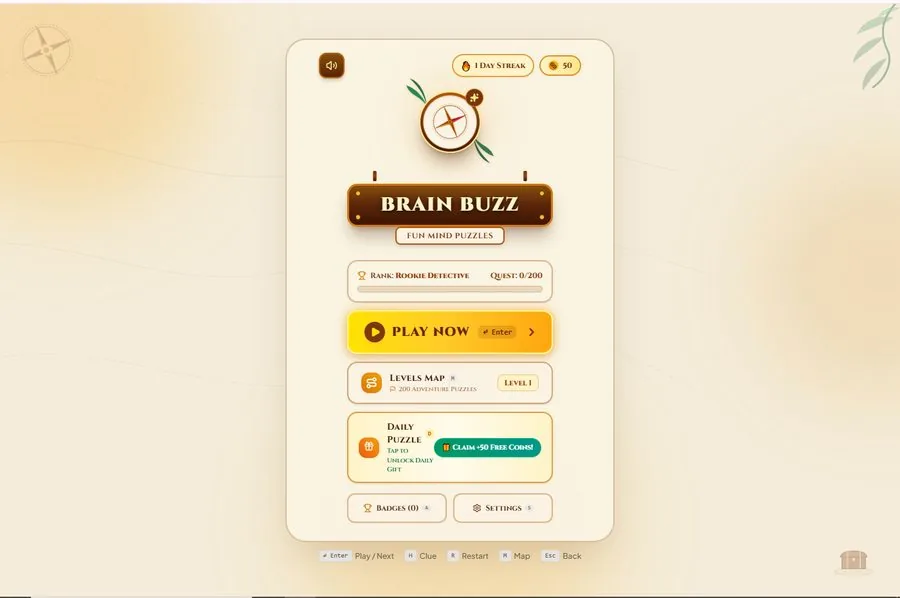 1 Day Streak
50
BRAIN BUZZ
FUN MIND PUZZLES
Rank: Rookie Detective Quest: 0/200
PLAY NOW ↵ Enter
Levels Map M
200 Adventure Puzzles
Level 1
Daily Puzzle D
Tap to Unlock Daily Gift
Claim +50 Free Coins!
Badges (0) A
Settings S
↵ Enter Play / Next H Clue R Restart M Map Esc Back